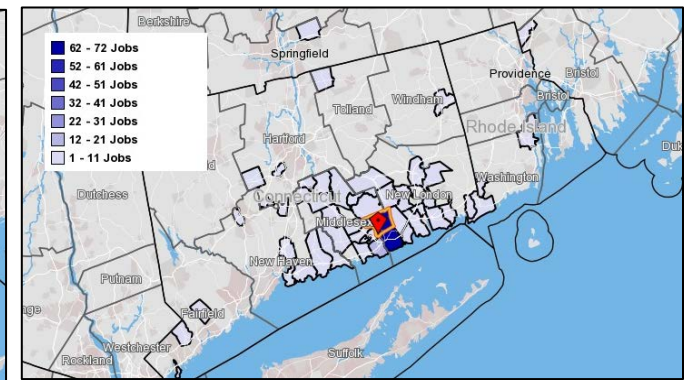 62 - 72 Jobs
52 - 61 Jobs
42 - 51 Jobs
32 - 41 Jobs
22 - 31 Jobs
12 - 21 Jobs
1 - 11 Jobs
Berkshire
Springfield
Providence
Bristol
Bristo
Windham
Tolland
Rhode Island
Hartford
Duk
Washington
Dutchess
Connecticut
New London
Middlesex
New Haven
Putnam
Fairfield
Westchester
Rockland
Suffolk